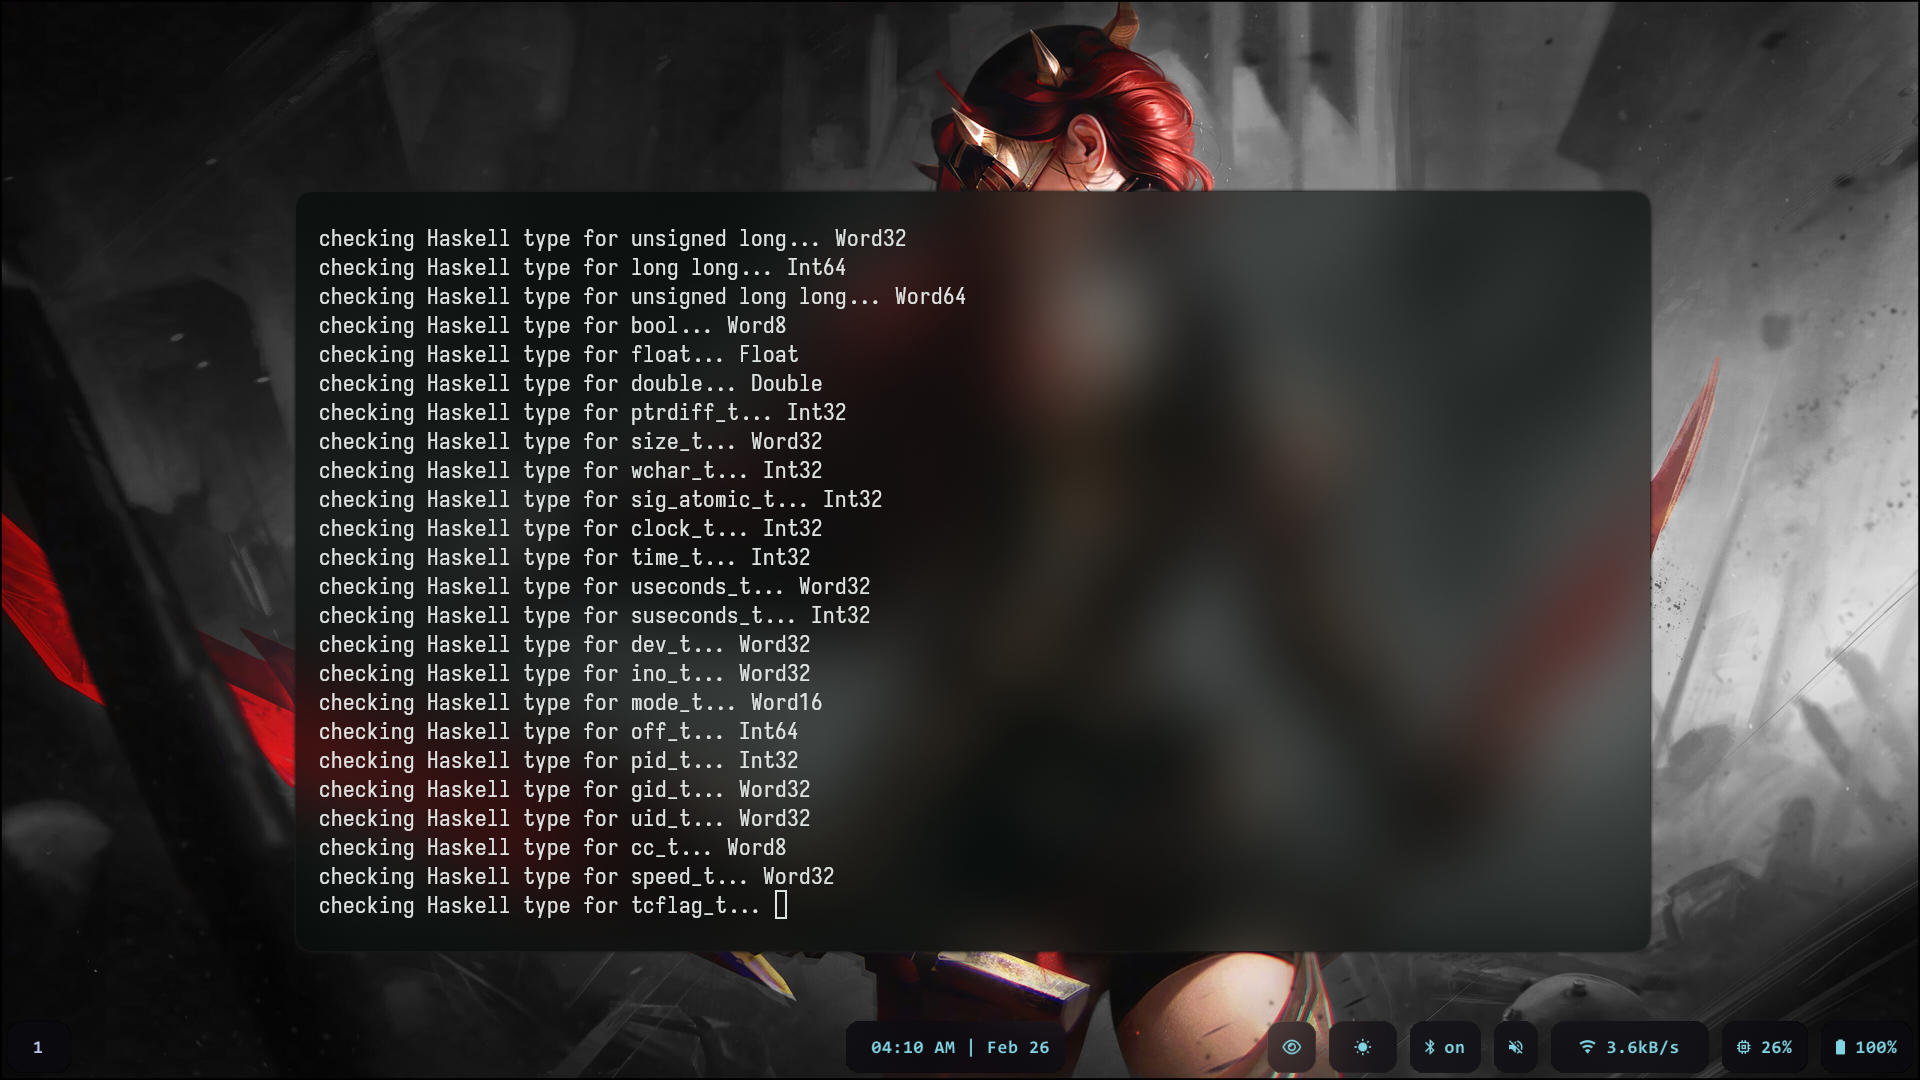 checking Haskell type for unsigned long... Word32
checking Haskell type for long long... Int64
checking Haskell type for unsigned long long... Word64
checking Haskell type for bool... Word8
checking Haskell type for float... Float
checking Haskell type for double... Double
checking Haskell type for ptrdiff_t... Int32
checking Haskell type for size_t... Word32
checking Haskell type for wchar_t... Int32
checking Haskell type for sig_atomic_t... Int32
checking Haskell type for clock_t... Int32
checking Haskell type for time_t... Int32
checking Haskell type for useconds_t... Word32
checking Haskell type for suseconds_t... Int32
checking Haskell type for dev_t... Word32
checking Haskell type for ino_t... Word32
checking Haskell type for mode_t... Word16
checking Haskell type for off_t... Int64
checking Haskell type for pid_t... Int32
checking Haskell type for gid_t... Word32
checking Haskell type for uid_t... Word32
checking Haskell type for cc_t... Word8
checking Haskell type for speed_t... Word32
checking Haskell type for tcflag_t...
1 04:10 AM | Feb 26 on 3.6kB/s 26% 100%